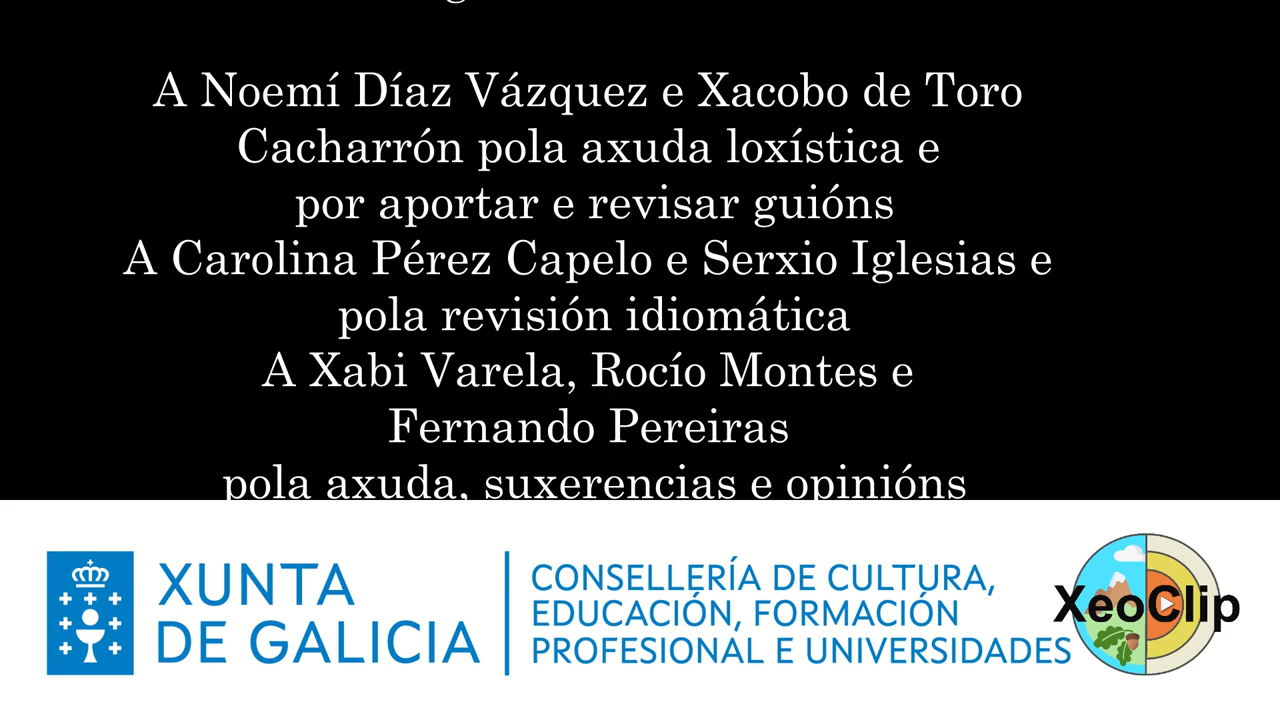 A Noemí Díaz Vázquez e Xacobo de Toro
Cacharrón pola axuda loxística e
por aportar e revisar guións
A Carolina Pérez Capelo e Serxio Iglesias e
pola revisión idiomática
A Xabi Varela, Rocío Montes e
Fernando Pereiras
pola axuda, suxerencias e opinións
XUNTA
DE GALICIA
CONSELLERÍA DE CULTURA,
EDUCACIÓN, FORMACIÓN
PROFESIONAL E UNIVERSIDADES
XeoClip